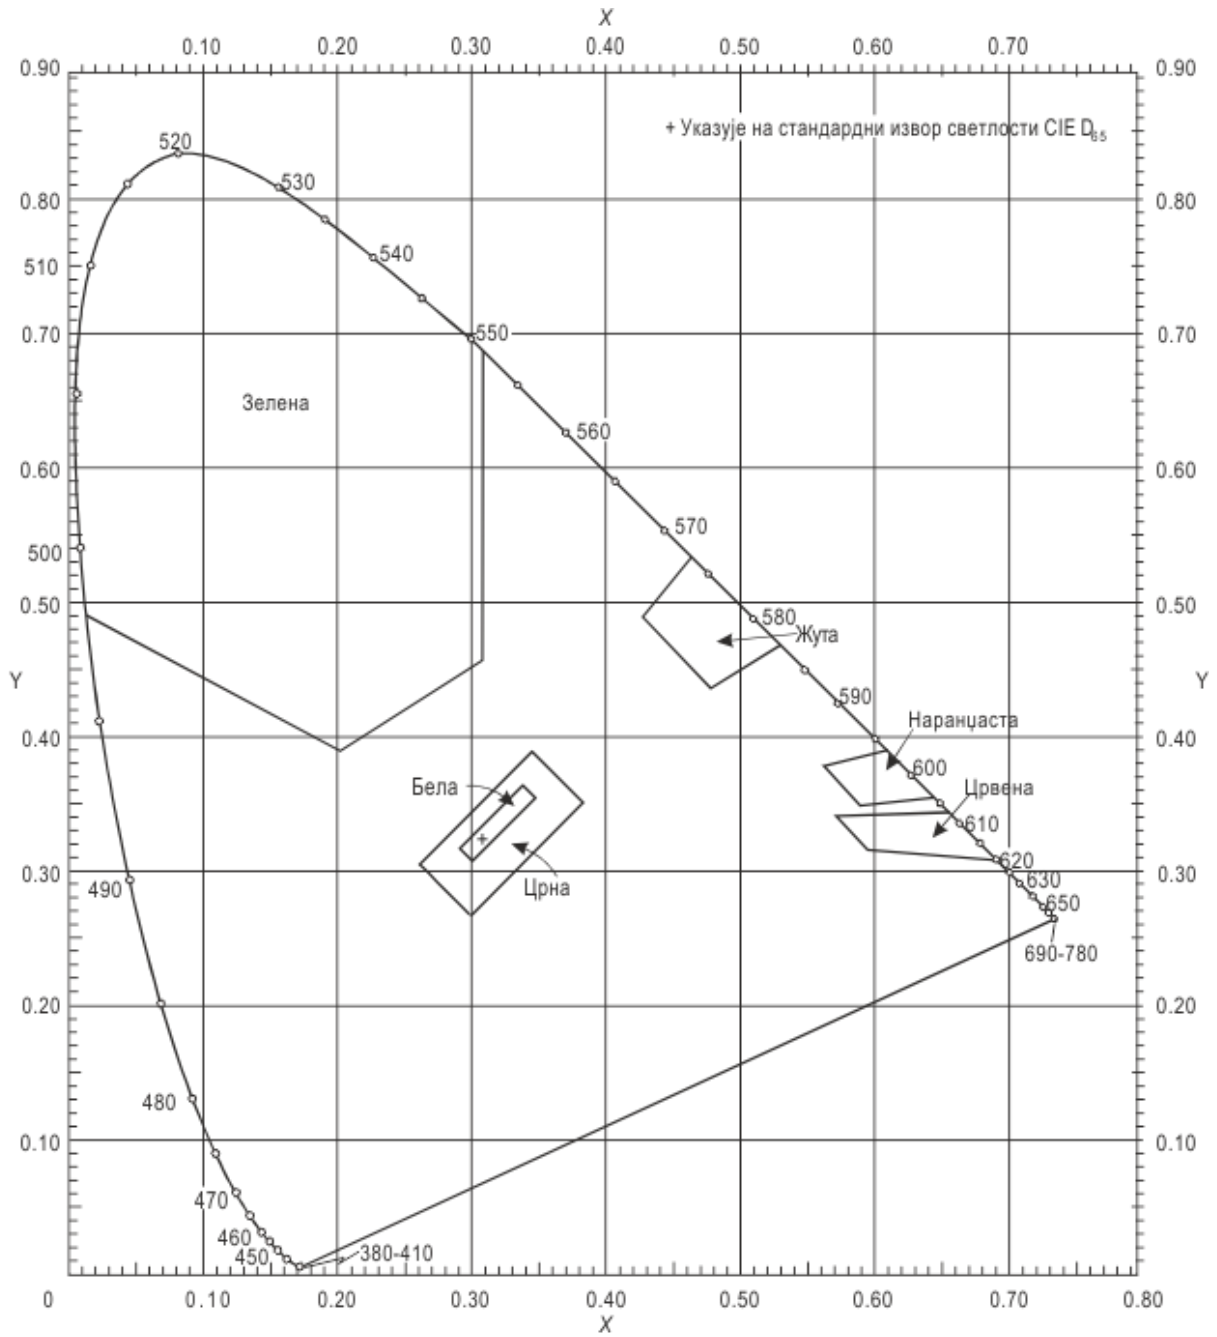 X
0.10 0.20 0.30 0.40 0.50 0.60 0.70
0.90 0.90
+ Указује на стандардни извор светлости CIE D65
520
530
0.80 0.80
540
510
0.70 550 0.70
Зелена
560
0.60 0.60
570
500
0.50 0.50
580
Жута
Y Y
590
Наранџаста
0.40 0.40
600
Бела Црвена
610
620
0.30 0.30
490 Црна 630
650
690-780
0.20 0.20
480
0.10 0.10
470
460
450 380-410
0 0.10 0.20 0.30 0.40 0.50 0.60 0.70 0.80
X